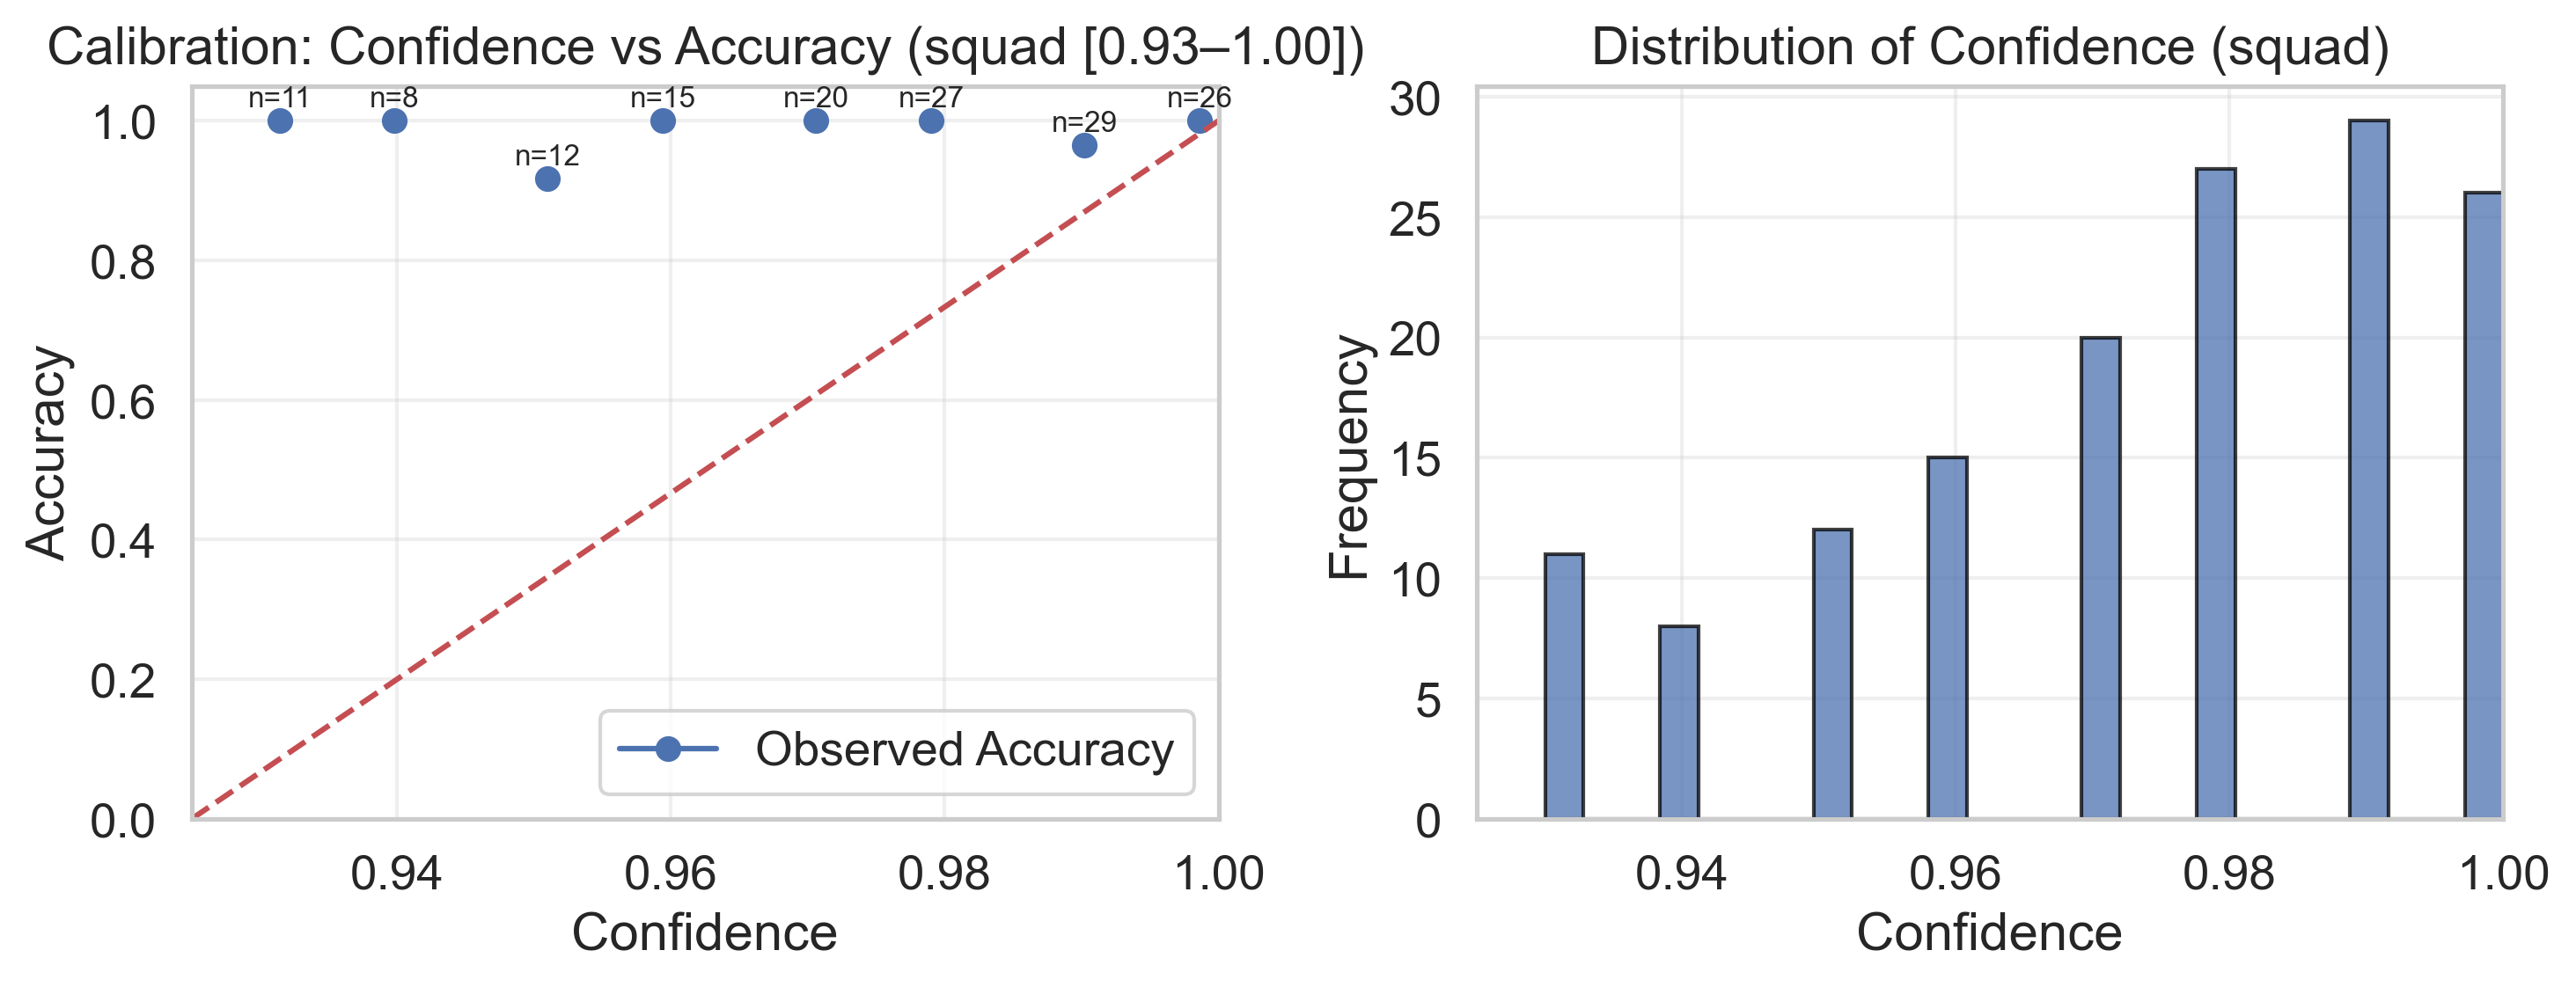 Calibration: Confidence vs Accuracy (squad [0.93–1.00])
n=11 n=8 n=15 n=20 n=27 n=26
n=29
n=12
1.0
0.8
0.6
0.4
0.2
0.0
Accuracy
Observed Accuracy
0.94 0.96 0.98 1.00
Confidence
Distribution of Confidence (squad)
30
25
20
15
10
5
0
Frequency
0.94 0.96 0.98 1.00
Confidence